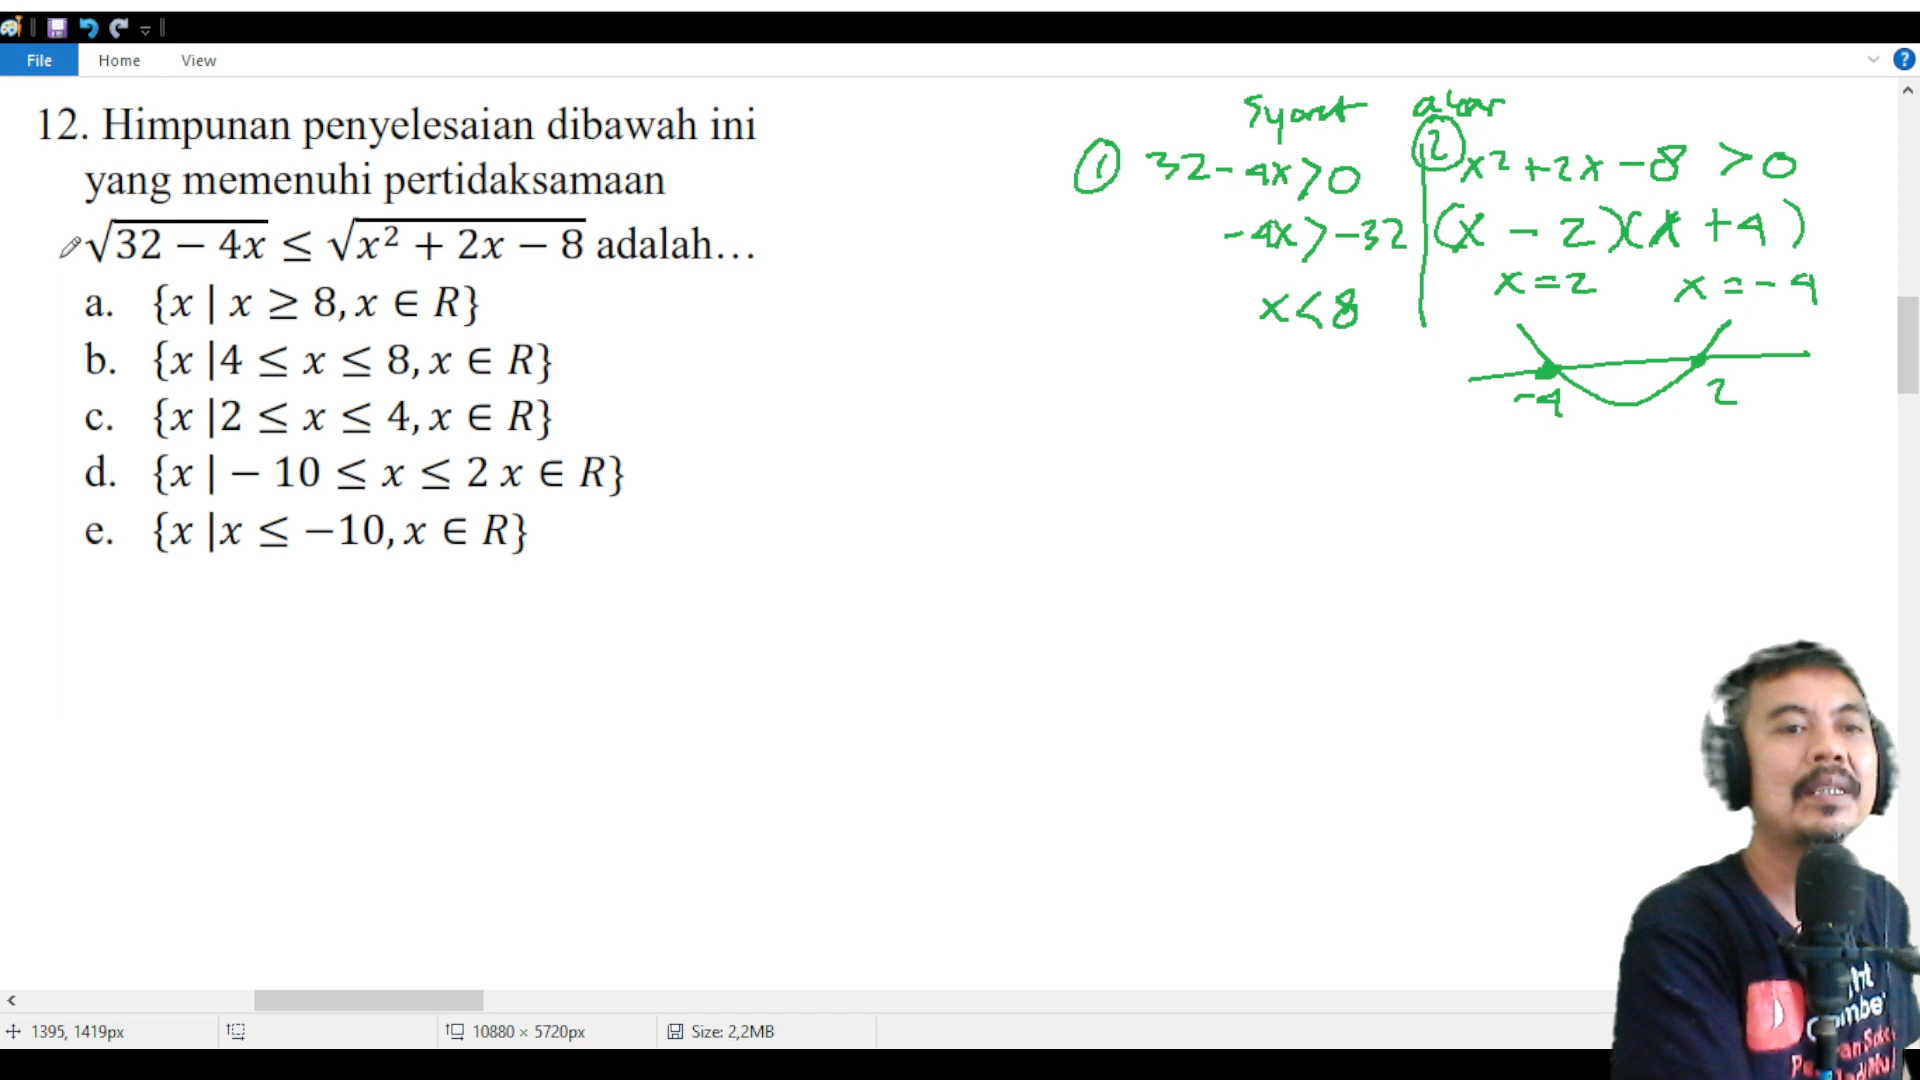 File Home View
12. Himpunan penyelesaian dibawah ini
yang memenuhi pertidaksamaan
√32 − 4x ≤ √x² + 2x − 8 adalah…
a. {x | x ≥ 8, x ∈ R}
b. {x |4 ≤ x ≤ 8, x ∈ R}
c. {x |2 ≤ x ≤ 4, x ∈ R}
d. {x | − 10 ≤ x ≤ 2 x ∈ R}
e. {x |x ≤ −10, x ∈ R}
Syarat akar
① 32 - 4x > 0
-4x > -32
x < 8
② x² + 2x - 8 > 0
(x - 2)(x + 4)
x = 2 x = -4
-4 2
1395, 1419px 10880 × 5720px Size: 2,2MB